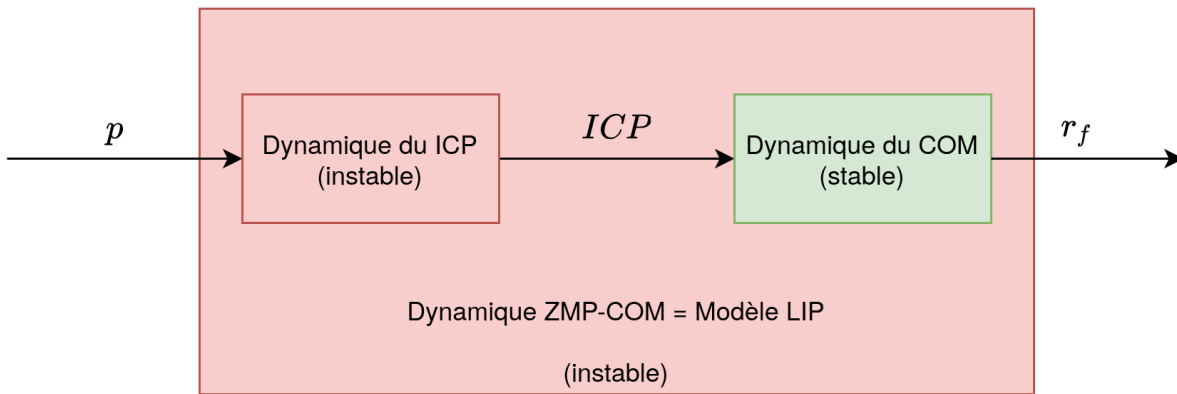 p
Dynamique du ICP
(instable)
ICP
Dynamique du COM
(stable)
r_f
Dynamique ZMP-COM = Modèle LIP
(instable)